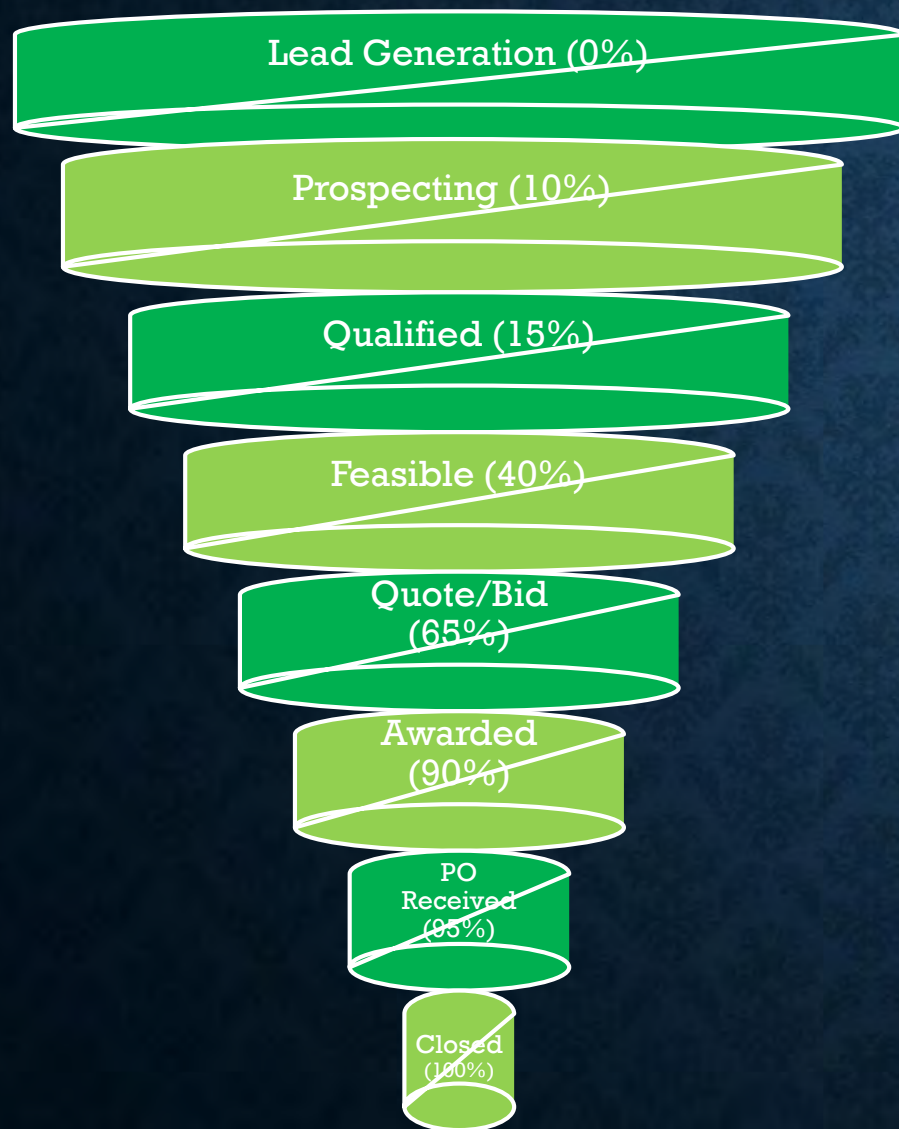 Lead Generation (0%)
Prospecting (10%)
Qualified (15%)
Feasible (40%)
Quote/Bid
(65%)
Awarded
(90%)
PO
Received
(95%)
Closed
(100%)